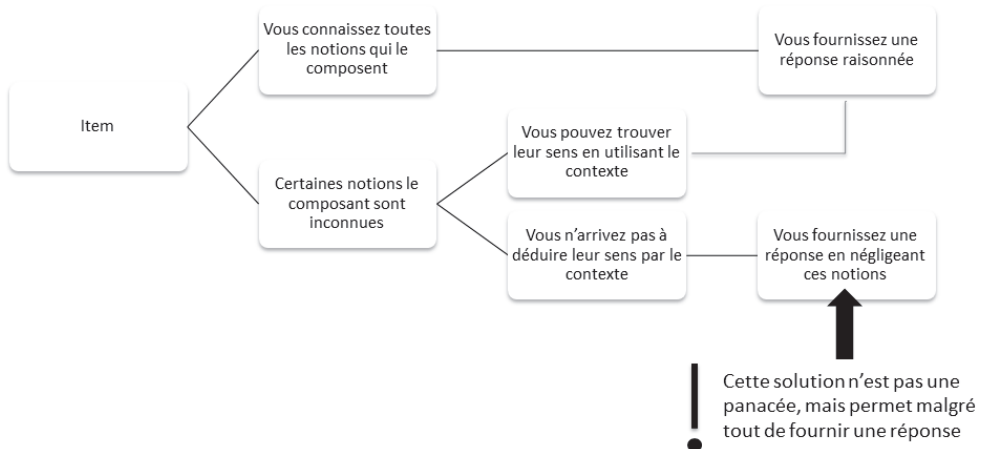 Vous connaissez toutes
les notions qui le
composent
Vous fournissez une
réponse raisonnée
Item
Vous pouvez trouver
leur sens en utilisant le
contexte
Certaines notions le
composant sont
inconnues
Vous n'arrivez pas à
déduire leur sens par le
contexte
Vous fournissez une
réponse en négligeant
ces notions
!
Cette solution n'est pas une
panacée, mais permet malgré
tout de fournir une réponse